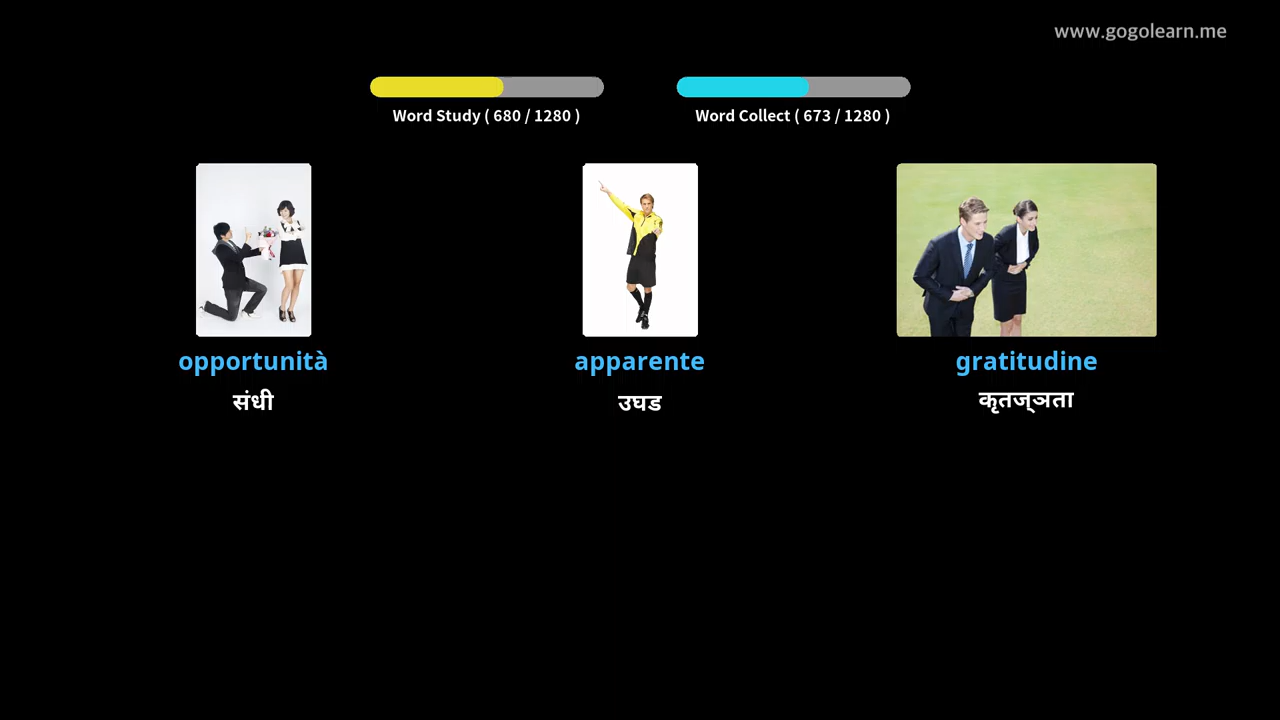 www.gogolearn.me
Word Study ( 680 / 1280 )
Word Collect ( 673 / 1280 )
opportunità
apparente
gratitudine
संधी
उघड
कृतज्ञता